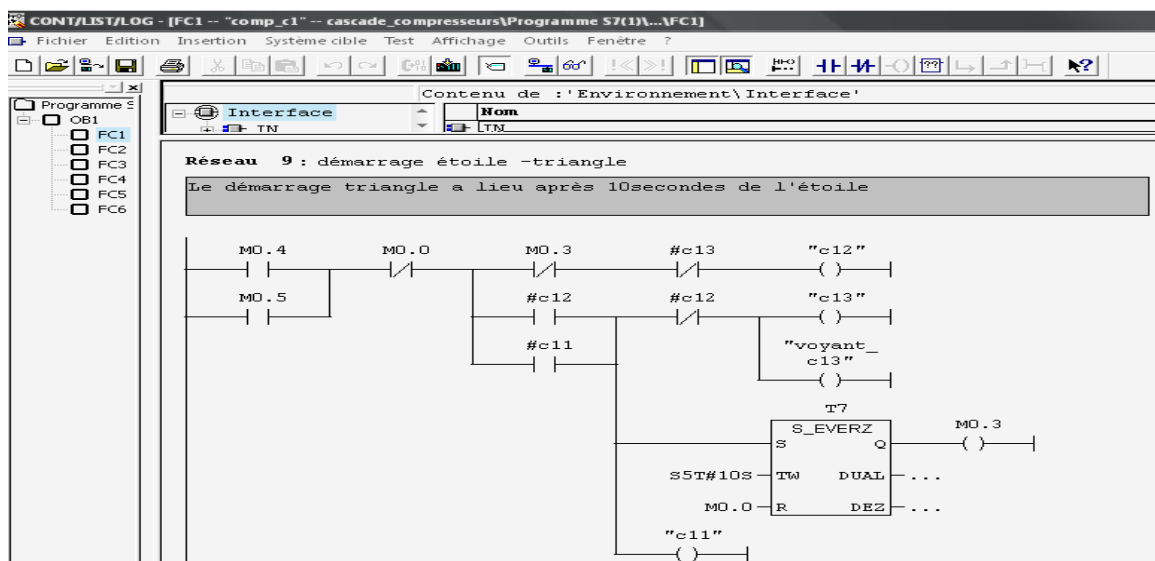 CONT/LIST/LOG - [FC1 -- "comp_c1" -- cascade_compresseurs\Programme S7(1)\...\FC1]
Fichier Edition Insertion Système cible Test Affichage Outils Fenêtre ?
Contenu de :'Environnement\Interface'
Programme S
OB1
FC1
FC2
FC3
FC4
FC5
FC6
Interface
IN
Nom
IN
Réseau 9 : démarrage étoile -triangle
Le démarrage triangle a lieu après 10secondes de l'étoile
M0.4 M0.0 M0.3 #c13 "c12"
M0.5 #c12 #c12 "c13"
#c11 "voyant_
c13"
T7
S_EVERZ M0.3
S Q
S5T#10S TW DUAL ...
M0.0 R DEZ ...
"c11"